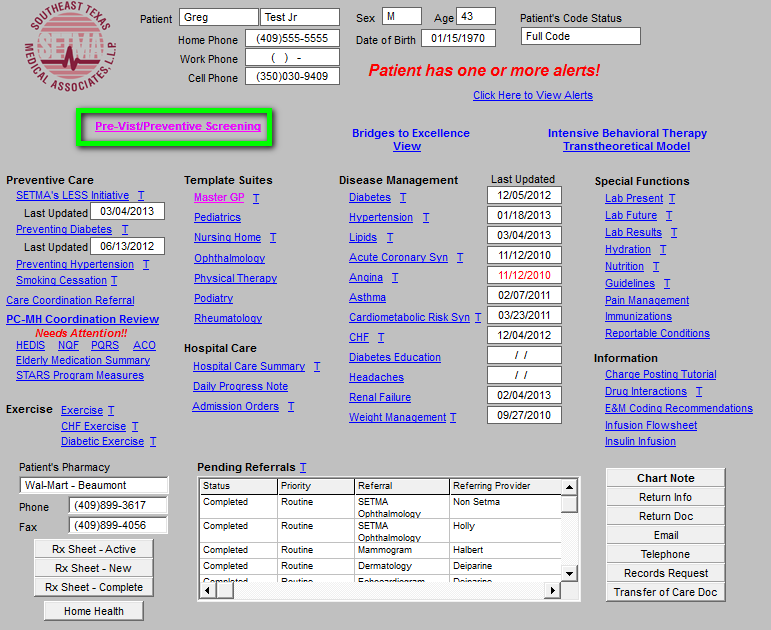 SOUTHEAST TEXAS
SETMA
MEDICAL ASSOCIATES, L.L.P.
Patient Greg Test Jr Sex M Age 43 Patient's Code Status
Home Phone (409)555-5555 Date of Birth 01/15/1970 Full Code
Work Phone ( ) -
Cell Phone (350)030-9409
Patient has one or more alerts!
Click Here to View Alerts
Pre-Vist/Preventive Screening
Bridges to Excellence
View
Intensive Behavioral Therapy
Transtheoretical Model
Preventive Care
SETMA's LESS Initiative T
Last Updated 03/04/2013
Preventing Diabetes T
Last Updated 06/13/2012
Preventing Hypertension T
Smoking Cessation T
Care Coordination Referral
PC-MH Coordination Review
Needs Attention!!
HEDIS NQF PQRS ACO
Elderly Medication Summary
STARS Program Measures
Exercise Exercise T
CHF Exercise T
Diabetic Exercise T
Template Suites
Master GP T
Pediatrics
Nursing Home T
Ophthalmology
Physical Therapy
Podiatry
Rheumatology
Hospital Care
Hospital Care Summary T
Daily Progress Note
Admission Orders T
Disease Management Last Updated
Diabetes T 12/05/2012
Hypertension T 01/18/2013
Lipids T 03/04/2013
Acute Coronary Syn T 11/12/2010
Angina T 11/12/2010
Asthma 02/07/2011
Cardiometabolic Risk Syn T 03/23/2011
CHF T 12/04/2012
Diabetes Education / /
Headaches / /
Renal Failure 02/04/2013
Weight Management T 09/27/2010
Special Functions
Lab Present T
Lab Future T
Lab Results T
Hydration T
Nutrition T
Guidelines T
Pain Management
Immunizations
Reportable Conditions
Information
Charge Posting Tutorial
Drug Interactions T
E&M Coding Recommendations
Infusion Flowsheet
Insulin Infusion
Patient's Pharmacy
Wal-Mart - Beaumont
Phone (409)899-3617
Fax (409)899-4056
Rx Sheet - Active
Rx Sheet - New
Rx Sheet - Complete
Home Health
Pending Referrals T
Status Priority Referral Referring Provider
Completed Routine SETMA Non Setma
Ophthalmology
Completed Routine SETMA Holly
Ophthalmology
Completed Routine Mammogram Halbert
Completed Routine Dermatology Deiparine
Completed Routine Echocardiogram Deiparine
Chart Note
Return Info
Return Doc
Email
Telephone
Records Request
Transfer of Care Doc